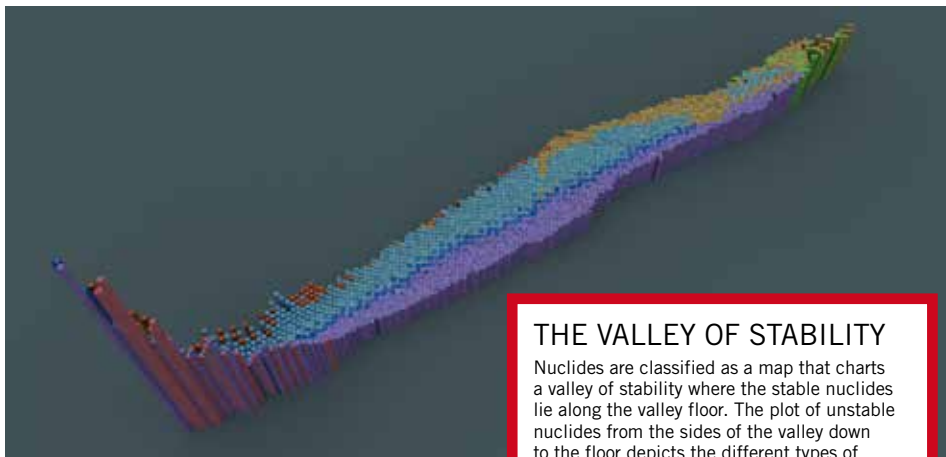 THE VALLEY OF STABILITY
Nuclides are classified as a map that charts
a valley of stability where the stable nuclides
lie along the valley floor. The plot of unstable
nuclides from the sides of the valley down
to the floor depicts the different types of